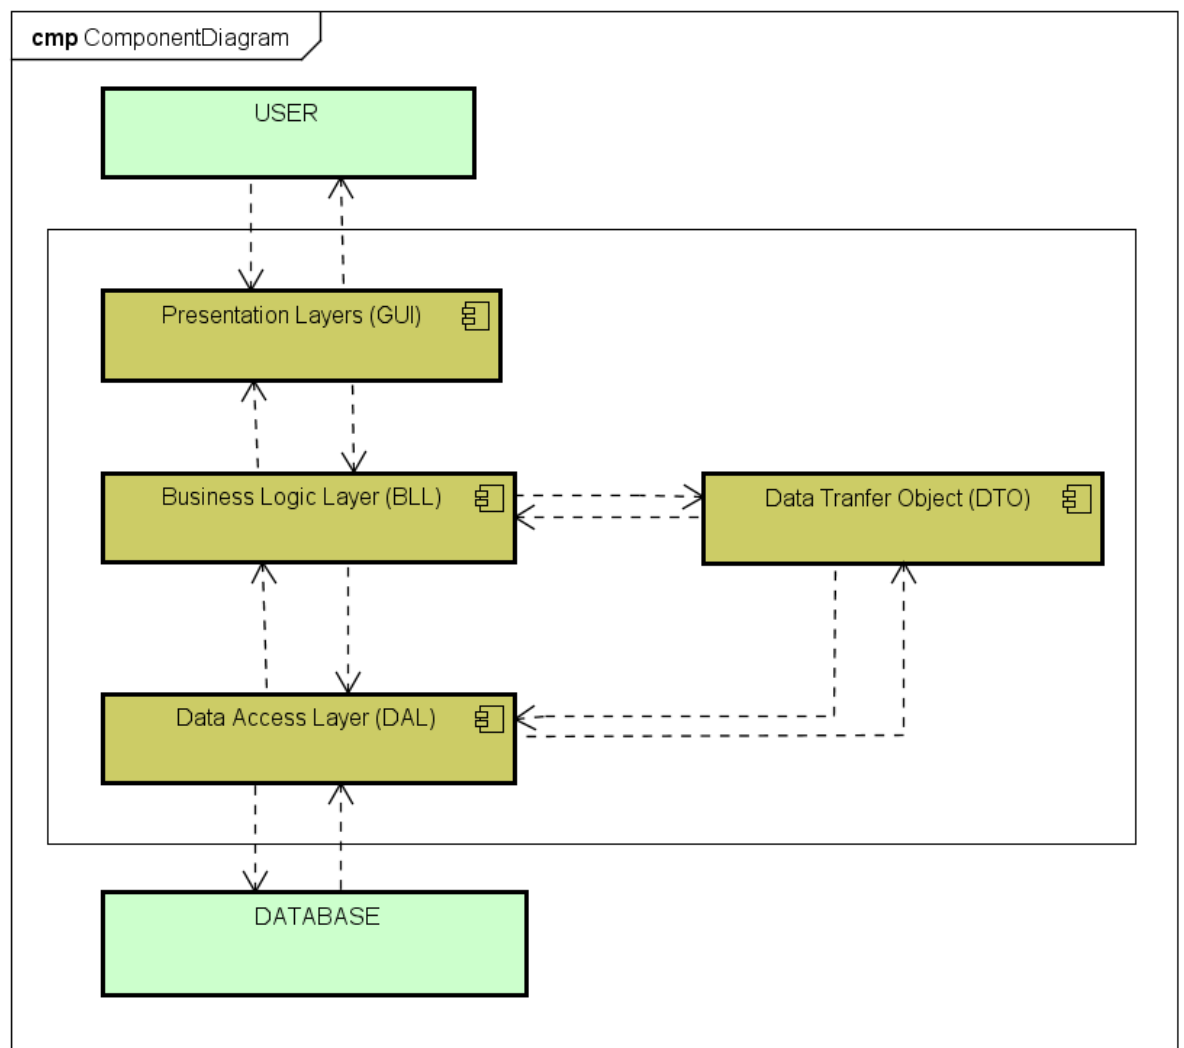 cmp ComponentDiagram
USER
Presentation Layers (GUI)
Business Logic Layer (BLL)
Data Tranfer Object (DTO)
Data Access Layer (DAL)
DATABASE